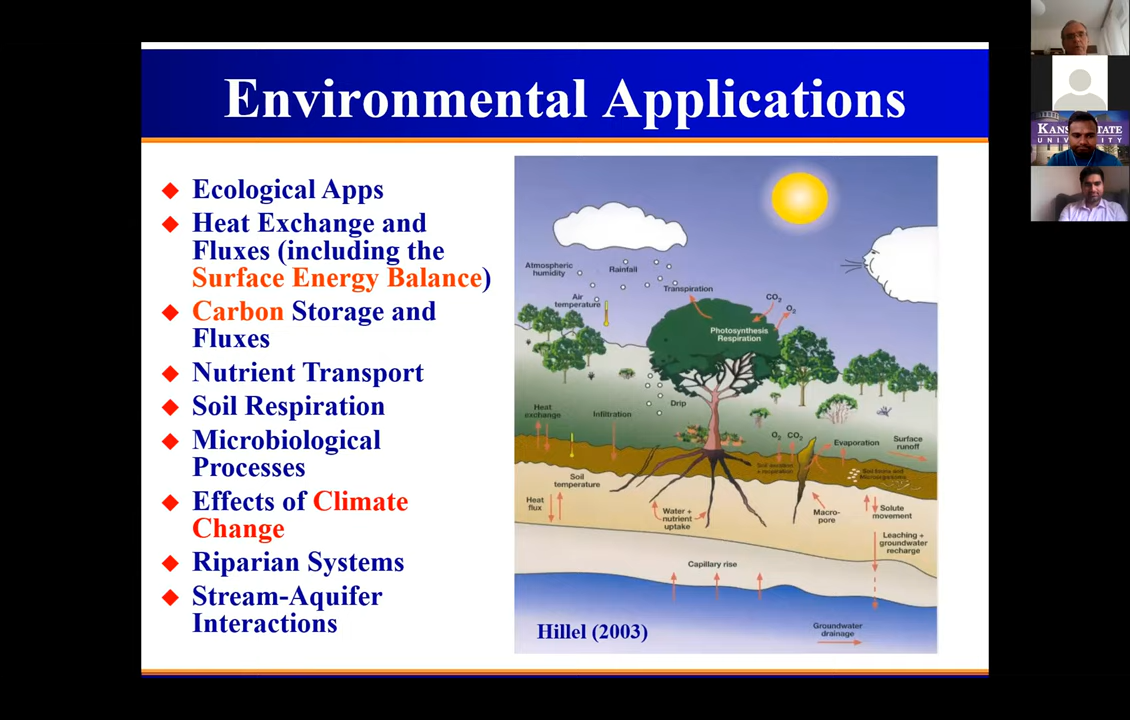 Environmental Applications
Ecological Apps
Heat Exchange and
Fluxes (including the
Surface Energy Balance)
Carbon Storage and
Fluxes
Nutrient Transport
Soil Respiration
Microbiological
Processes
Effects of Climate
Change
Riparian Systems
Stream-Aquifer
Interactions
Atmospheric
humidity
Rainfall
Air
temperature
Transpiration
CO2
O2
Photosynthesis
Respiration
Drip
Heat
exchange
Infiltration
O2 CO2
Evaporation
Surface
runoff
Soil
temperature
Heat
flux
Water +
nutrient
uptake
Macro-
pore
Solute
movement
Leaching +
groundwater
recharge
Capillary rise
Groundwater
drainage
Hillel (2003)